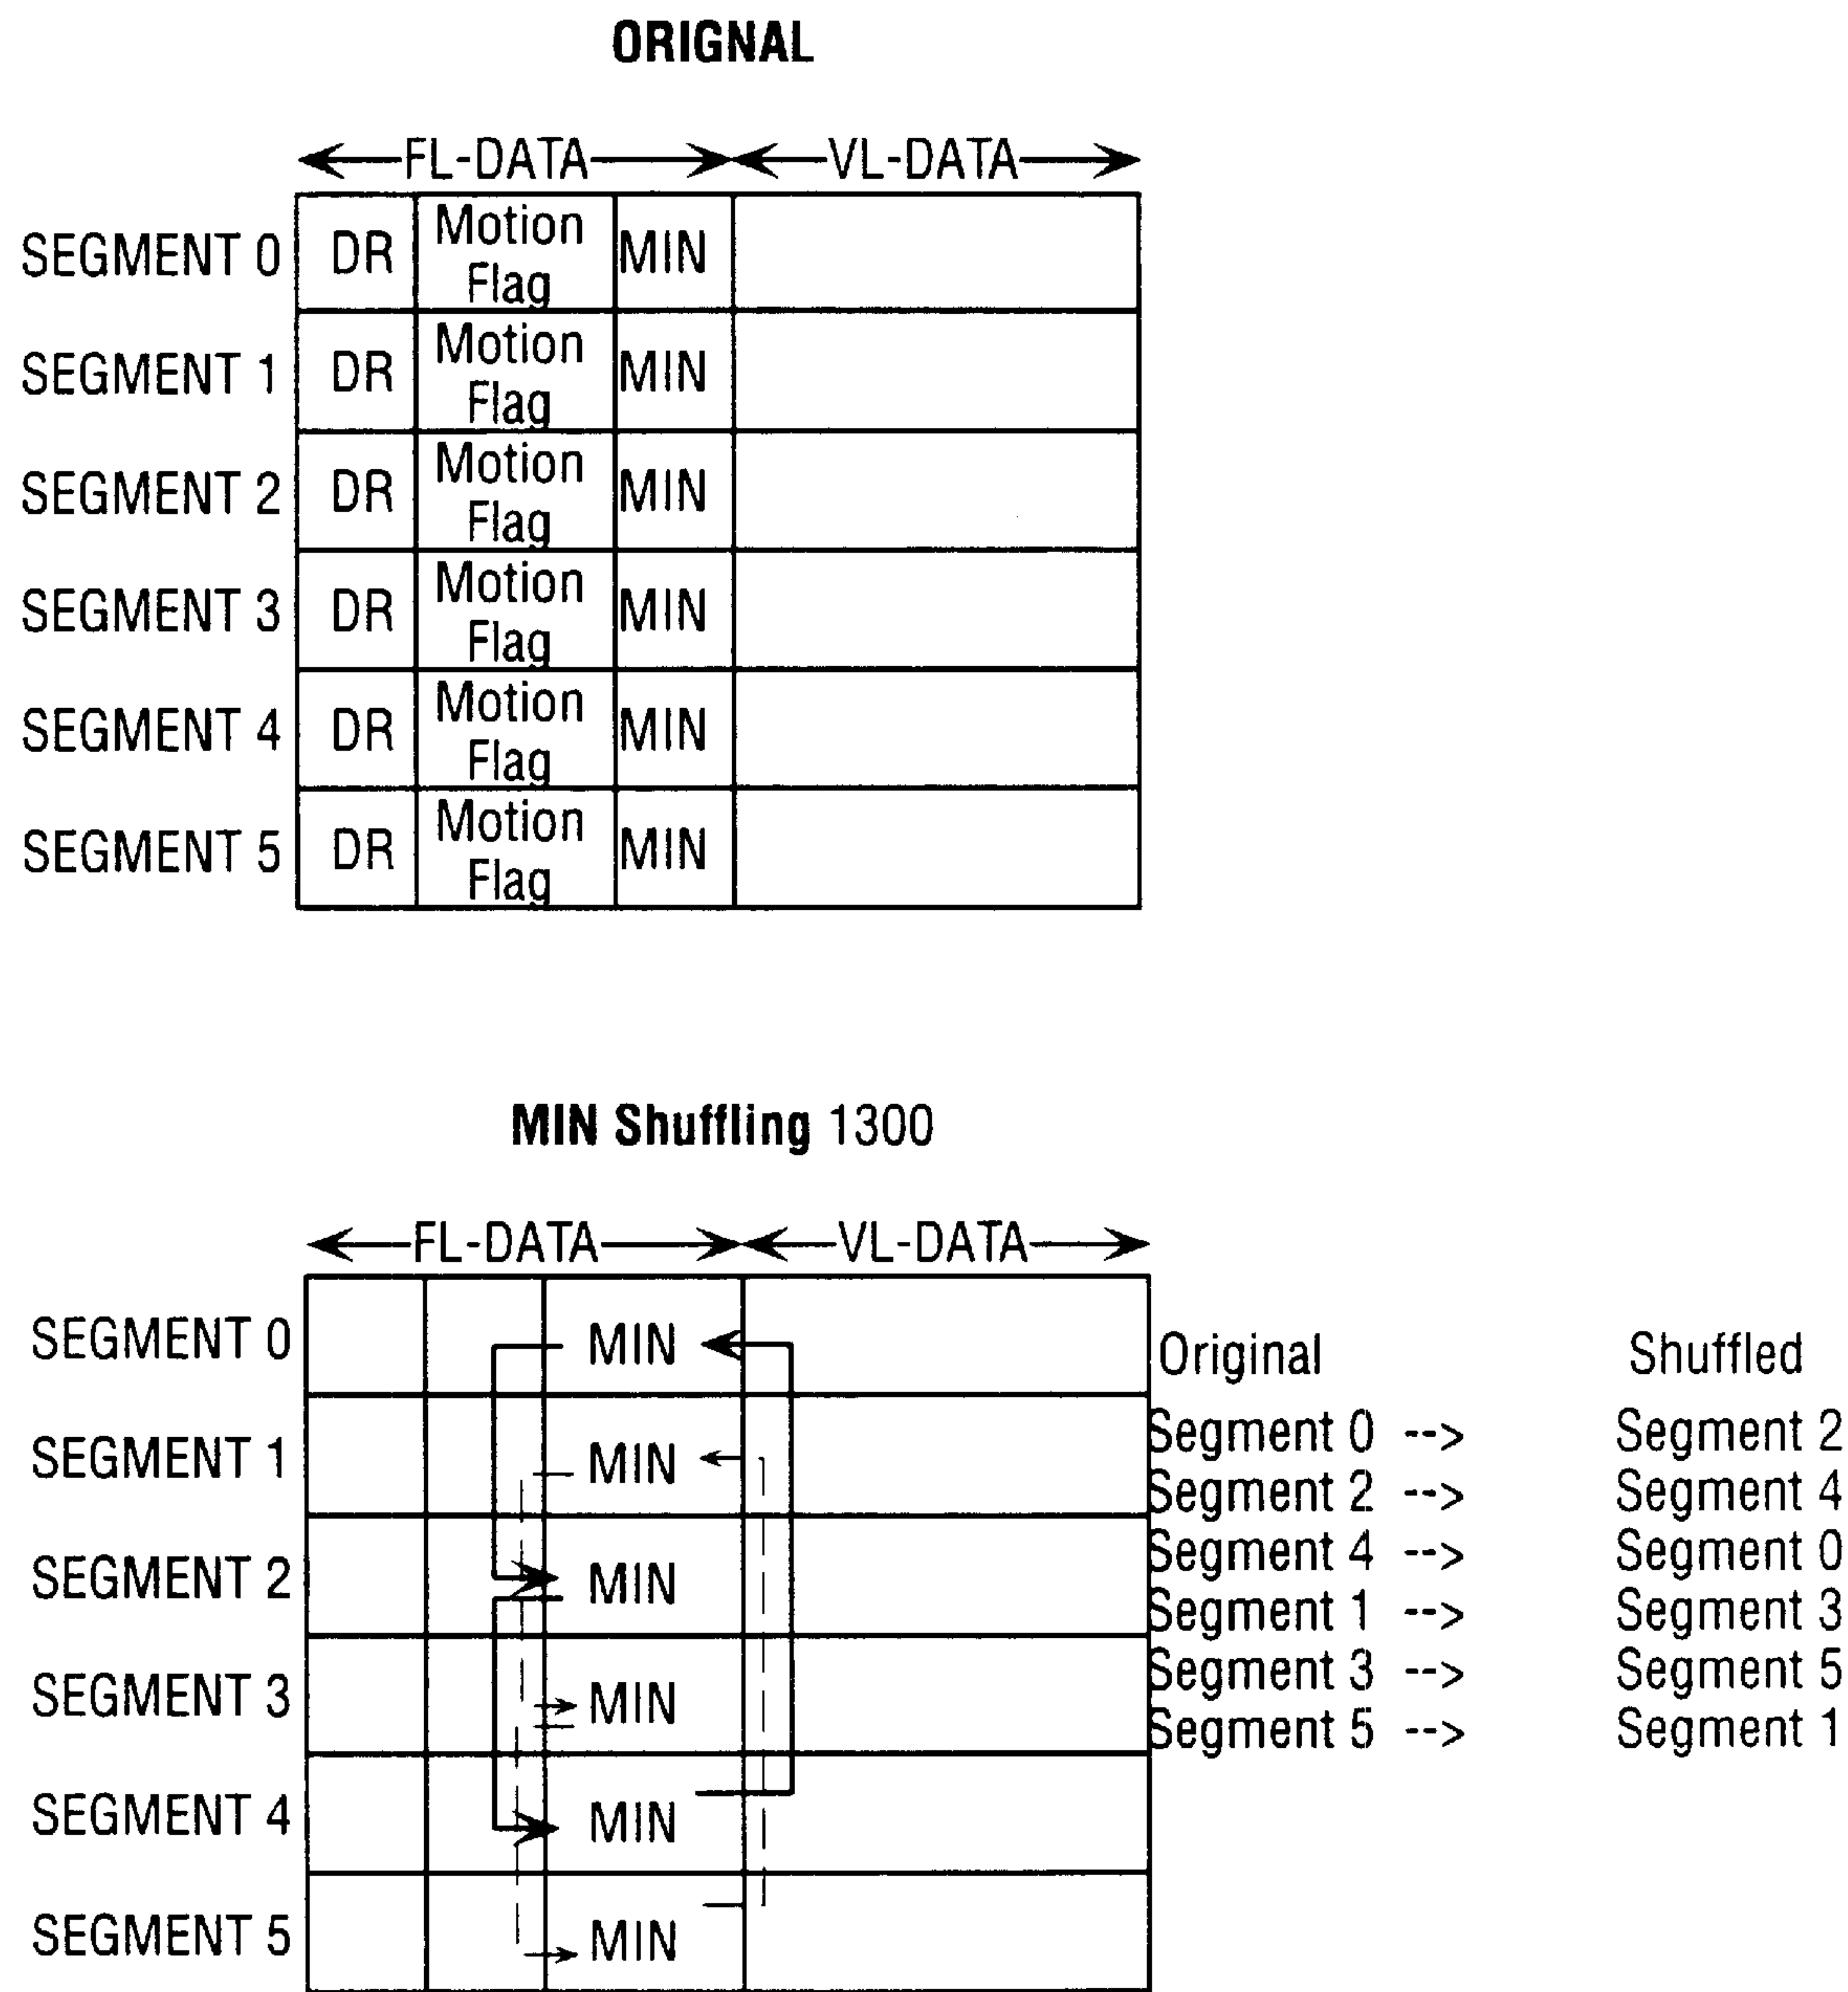 ORIGNAL
FL-DATA VL-DATA
SEGMENT 0 DR Motion Flag MIN
SEGMENT 1 DR Motion Flag MIN
SEGMENT 2 DR Motion Flag MIN
SEGMENT 3 DR Motion Flag MIN
SEGMENT 4 DR Motion Flag MIN
SEGMENT 5 DR Motion Flag MIN
MIN Shuffling 1300
FL-DATA VL-DATA
SEGMENT 0 MIN
SEGMENT 1 MIN
SEGMENT 2 MIN
SEGMENT 3 MIN
SEGMENT 4 MIN
SEGMENT 5 MIN
Original Shuffled
Segment 0 --> Segment 2
Segment 2 --> Segment 4
Segment 4 --> Segment 0
Segment 1 --> Segment 3
Segment 3 --> Segment 5
Segment 5 --> Segment 1